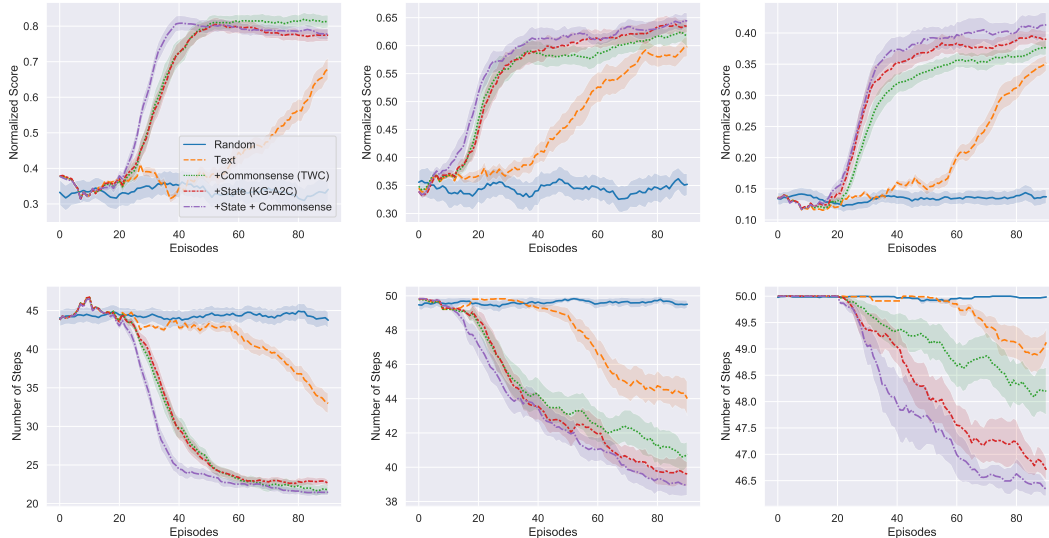 Normalized Score
0.8
0.7
0.6
0.5
0.4
0.3
0 20 40 60 80
Episodes
Random
Text
+Commonsense (TWC)
+State (KG-A2C)
+State + Commonsense
Normalized Score
0.65
0.60
0.55
0.50
0.45
0.40
0.35
0.30
0 20 40 60 80
Episodes
Normalized Score
0.40
0.35
0.30
0.25
0.20
0.15
0.10
0 20 40 60 80
Episodes
Number of Steps
45
40
35
30
25
20
0 20 40 60 80
Episodes
Number of Steps
50
48
46
44
42
40
38
0 20 40 60 80
Episodes
Number of Steps
50.0
49.5
49.0
48.5
48.0
47.5
47.0
46.5
0 20 40 60 80
Episodes